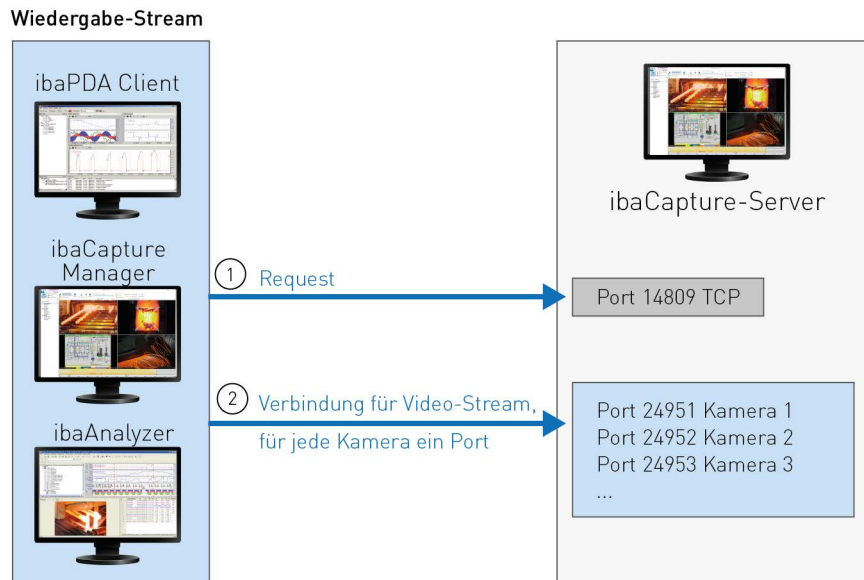 Wiedergabe-Stream
ibaPDA Client
ibaCapture
Manager
ibaAnalyzer
1 Request
2 Verbindung für Video-Stream,
für jede Kamera ein Port
ibaCapture-Server
Port 14809 TCP
Port 24951 Kamera 1
Port 24952 Kamera 2
Port 24953 Kamera 3
...